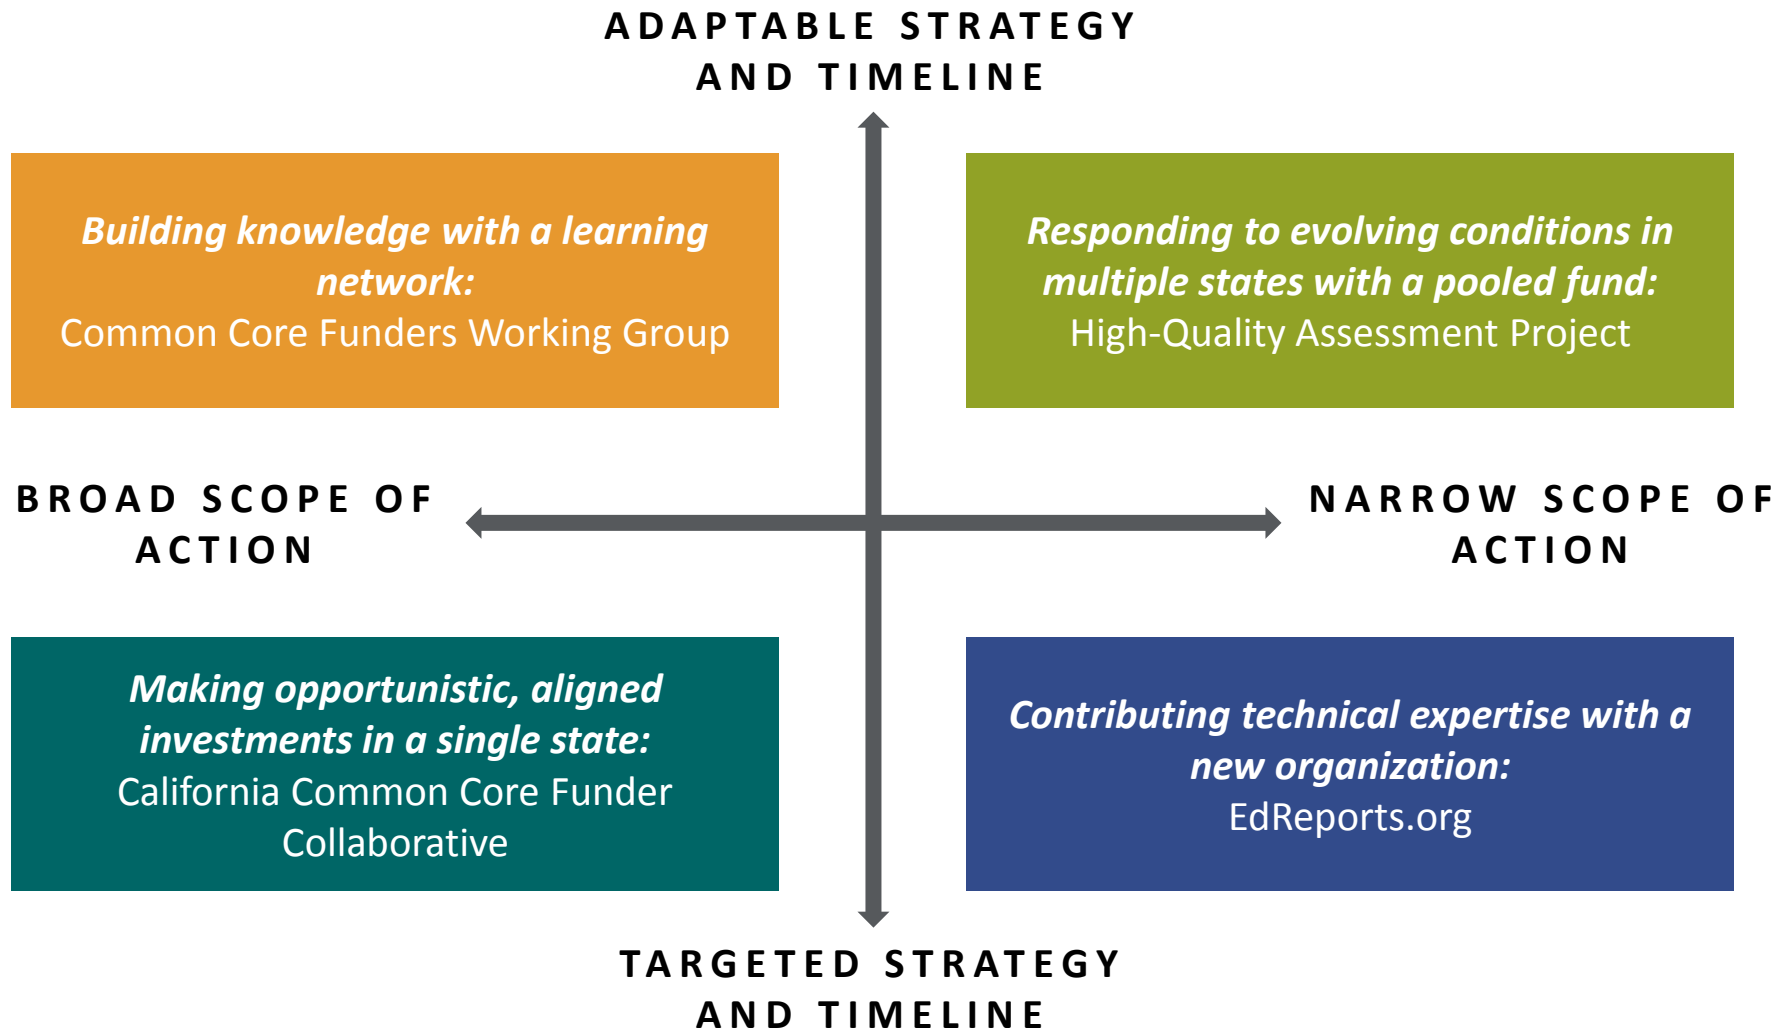 ADAPTABLE STRATEGY
AND TIMELINE
Building knowledge with a learning
network:
Common Core Funders Working Group
Responding to evolving conditions in
multiple states with a pooled fund:
High-Quality Assessment Project
BROAD SCOPE OF
ACTION
NARROW SCOPE OF
ACTION
Making opportunistic, aligned
investments in a single state:
California Common Core Funder
Collaborative
Contributing technical expertise with a
new organization:
EdReports.org
TARGETED STRATEGY
AND TIMELINE